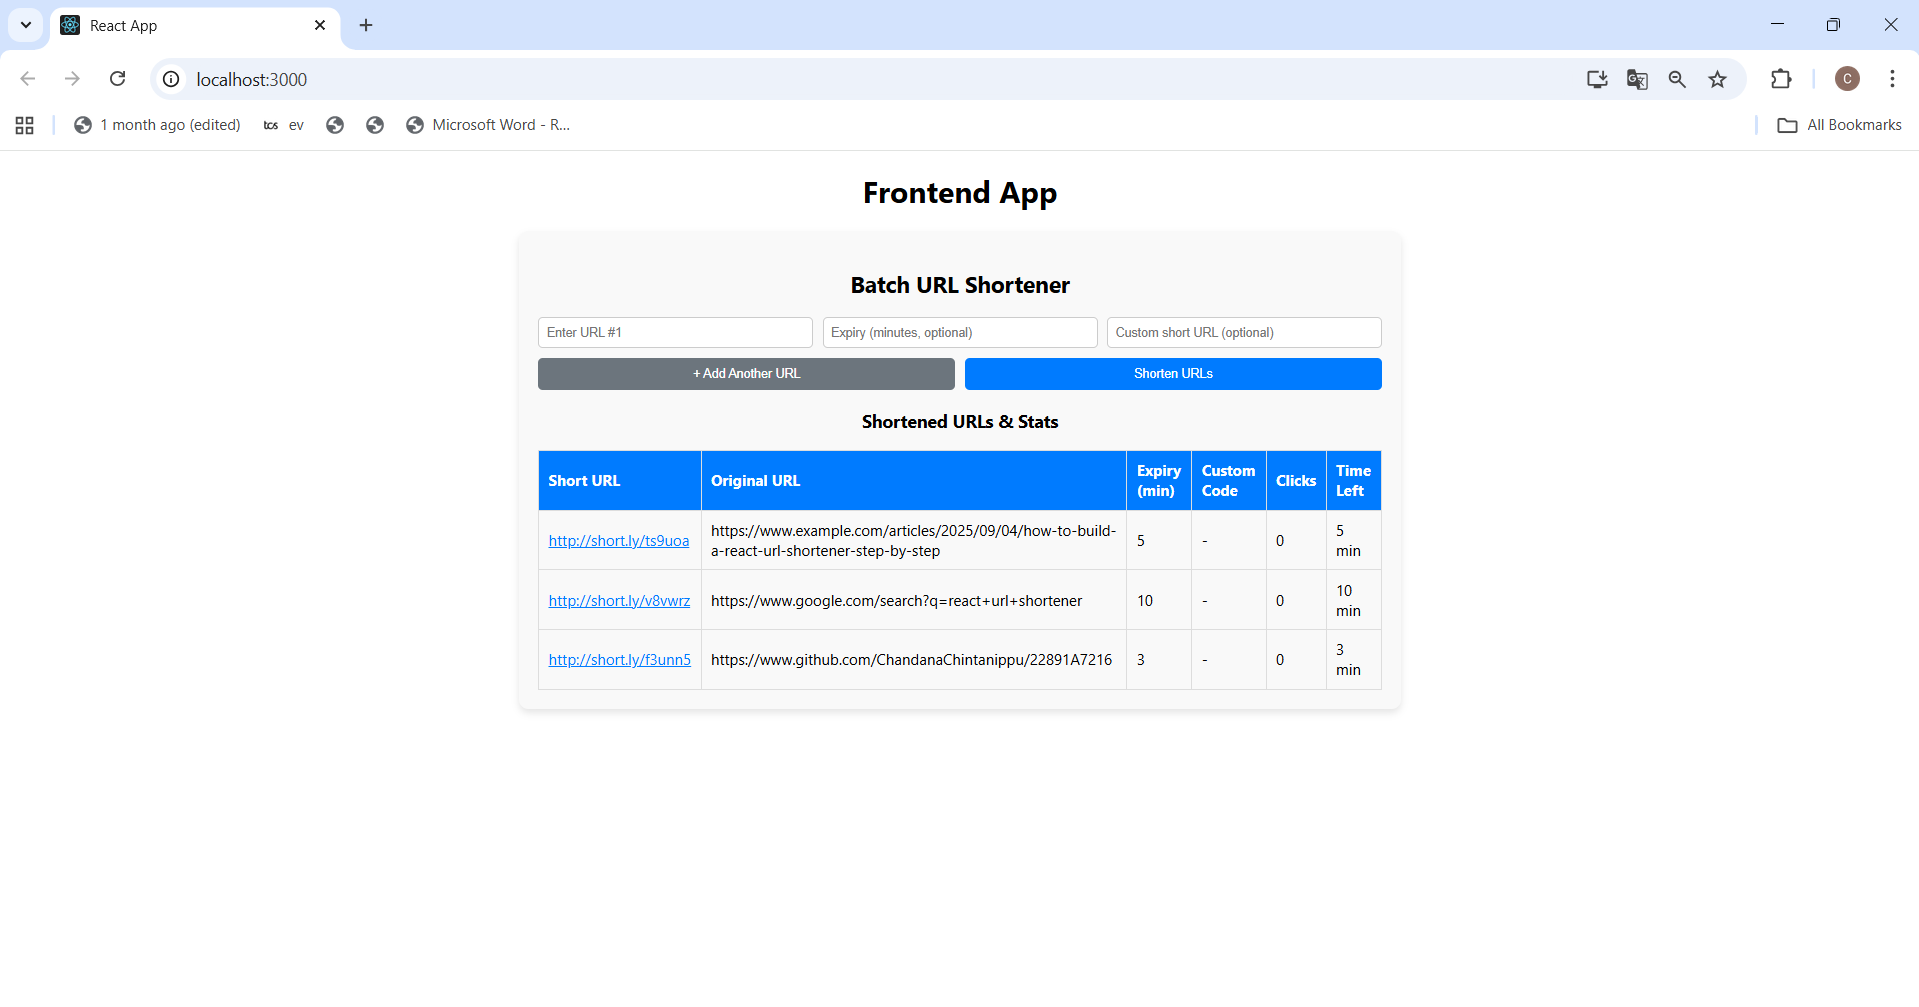 React App
localhost:3000
1 month ago (edited)
tcs ev
Microsoft Word - R...
All Bookmarks
C
Frontend App
Batch URL Shortener
Enter URL #1
Expiry (minutes, optional)
Custom short URL (optional)
+ Add Another URL
Shorten URLs
Shortened URLs & Stats
Short URL
Original URL
Expiry
(min)
Custom
Code
Clicks
Time
Left
http://short.ly/ts9uoa
https://www.example.com/articles/2025/09/04/how-to-build-
a-react-url-shortener-step-by-step
5
-
0
5
min
http://short.ly/v8vwrz
https://www.google.com/search?q=react+url+shortener
10
-
0
10
min
http://short.ly/f3unn5
https://www.github.com/ChandanaChintanippu/22891A7216
3
-
0
3
min